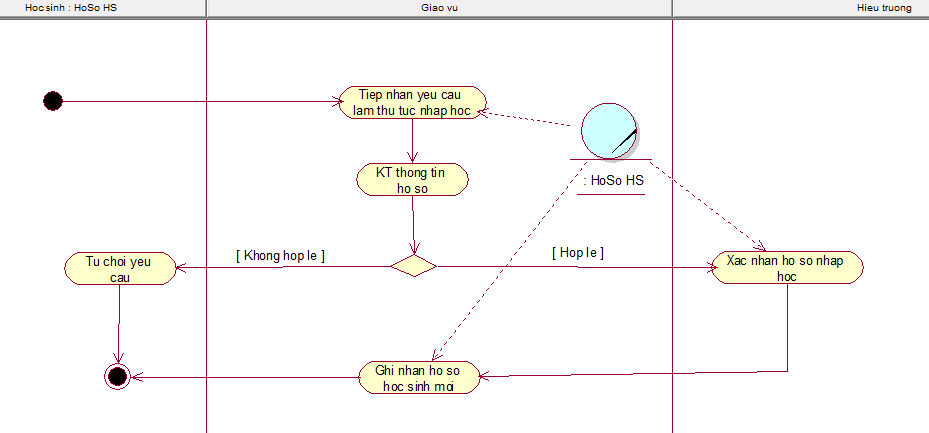 Hoc sinh : HoSo HS
Giao vu
Hieu truong
Tiep nhan yeu cau
lam thu tuc nhap hoc
KT thong tin
ho so
: HoSo HS
[ Khong hop le ]
[ Hop le ]
Tu choi yeu
cau
Xac nhan ho so nhap
hoc
Ghi nhan ho so
hoc sinh moi